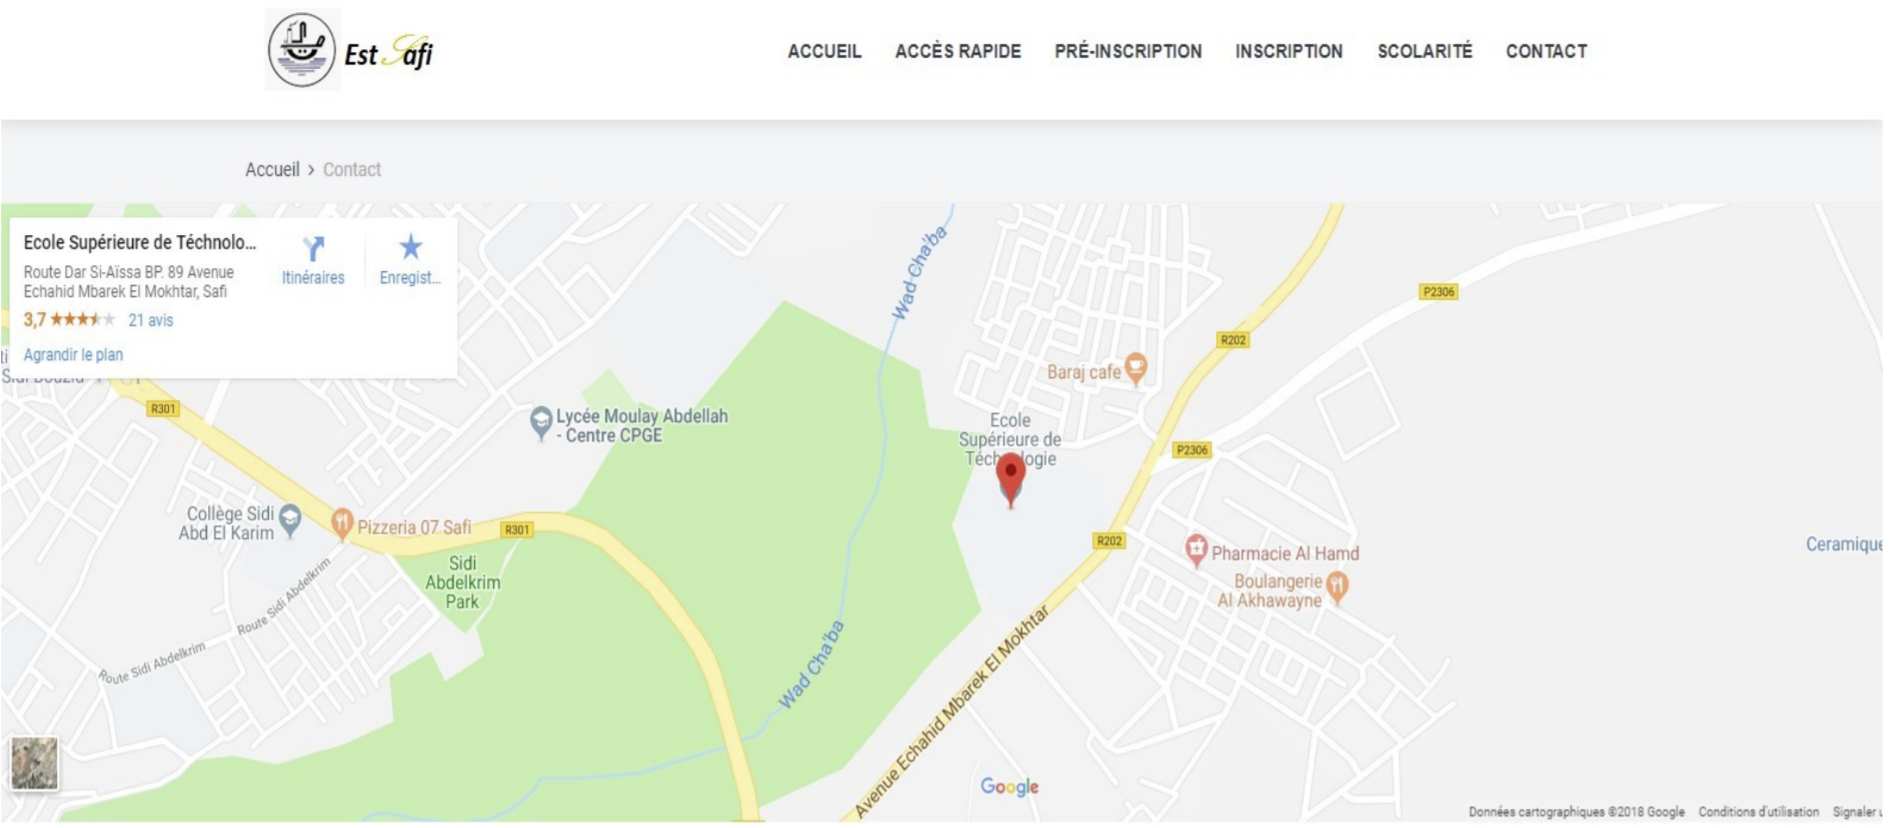 Est Safi
ACCUEIL ACCÈS RAPIDE PRÉ-INSCRIPTION INSCRIPTION SCOLARITÉ CONTACT
Accueil > Contact
Ecole Supérieure de Téchnolo...
Route Dar Si-Aïssa BP. 89 Avenue
Echahid Mbarek El Mokhtar, Safi
3,7 21 avis
Agrandir le plan
Itinéraires
Enregist...
Wad Cha'ba
P2306
R202
Baraj cafe
R301
Lycée Moulay Abdellah
- Centre CPGE
Ecole
Supérieure de
Téchnologie
P2306
Collège Sidi
Abd El Karim
Pizzeria 07 Safi
R301
R202
Pharmacie Al Hamd
Ceramique
Sidi
Abdelkrim
Park
Boulangerie
Al Akhawayne
Route Sidi Abdelkrim
Route Sidi Abdelkrim
Wad Cha'ba
Avenue Echahid Mbarek El Mokhtar
Google
Données cartographiques ©2018 Google Conditions d'utilisation Signaler